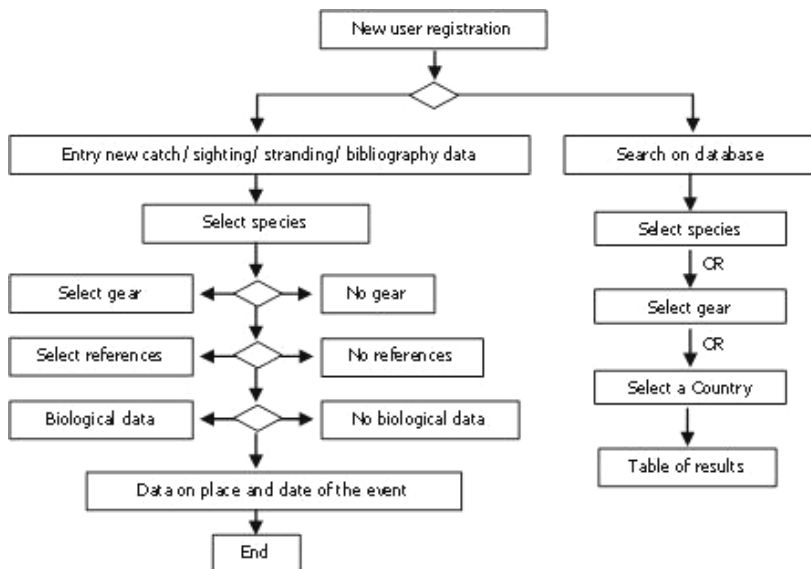 New user registration
Entry new catch/ sighting/ stranding/ bibliography data
Search on database
Select species
Select species
OR
Select gear
No gear
Select gear
OR
Select references
No references
Select a Country
Biological data
No biological data
Table of results
Data on place and date of the event
End